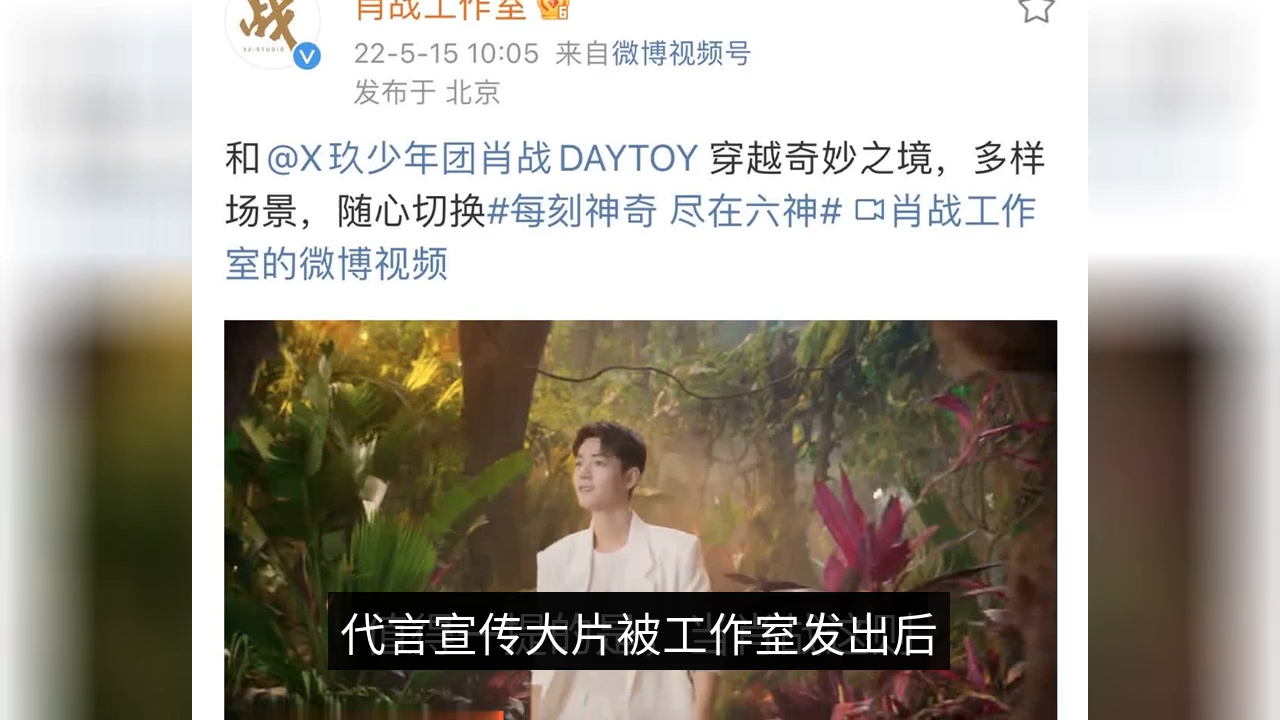 肖战工作室
XZ-STUDIO
22-5-15 10:05 来自微博视频号
发布于 北京
和@X玖少年团肖战DAYTOY 穿越奇妙之境，多样
场景，随心切换#每刻神奇 尽在六神# 肖战工作
室的微博视频
代言宣传大片被工作室发出后